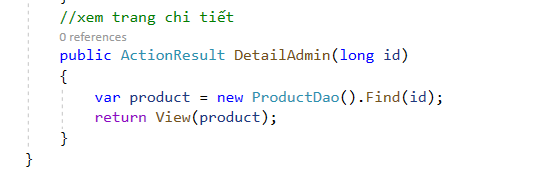 //xem trang chi tiết
0 references
public ActionResult DetailAdmin(long id)
{
var product = new ProductDao().Find(id);
return View(product);
}
}